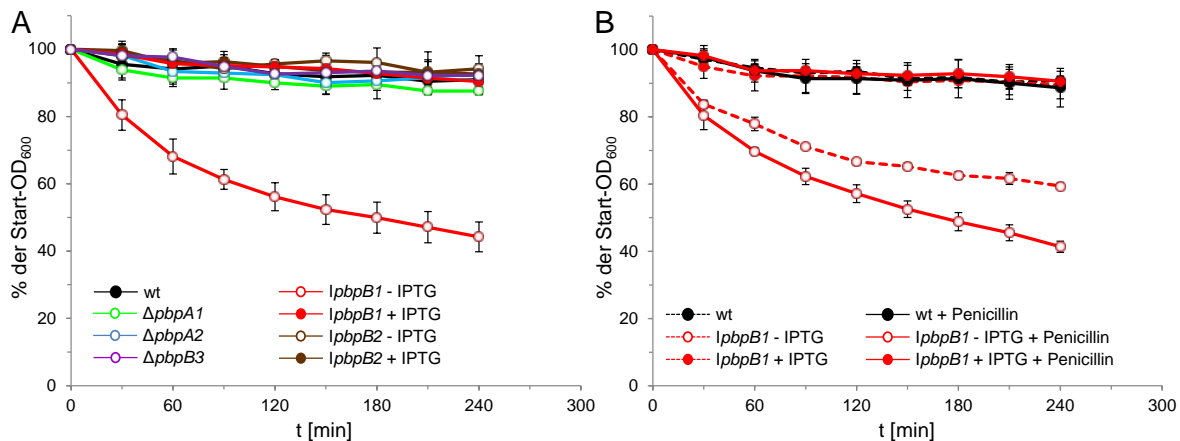 A
% der Start-OD600
100
80
60
40
20
0
0
60
120
180
240
300
t [min]
wt
ΔpbpA1
ΔpbpA2
ΔpbpB3
IpbpB1 - IPTG
IpbpB1 + IPTG
IpbpB2 - IPTG
IpbpB2 + IPTG
B
% der Start-OD600
100
80
60
40
20
0
0
60
120
180
240
300
t [min]
wt
IpbpB1 - IPTG
IpbpB1 + IPTG
wt + Penicillin
IpbpB1 - IPTG + Penicillin
IpbpB1 + IPTG + Penicillin